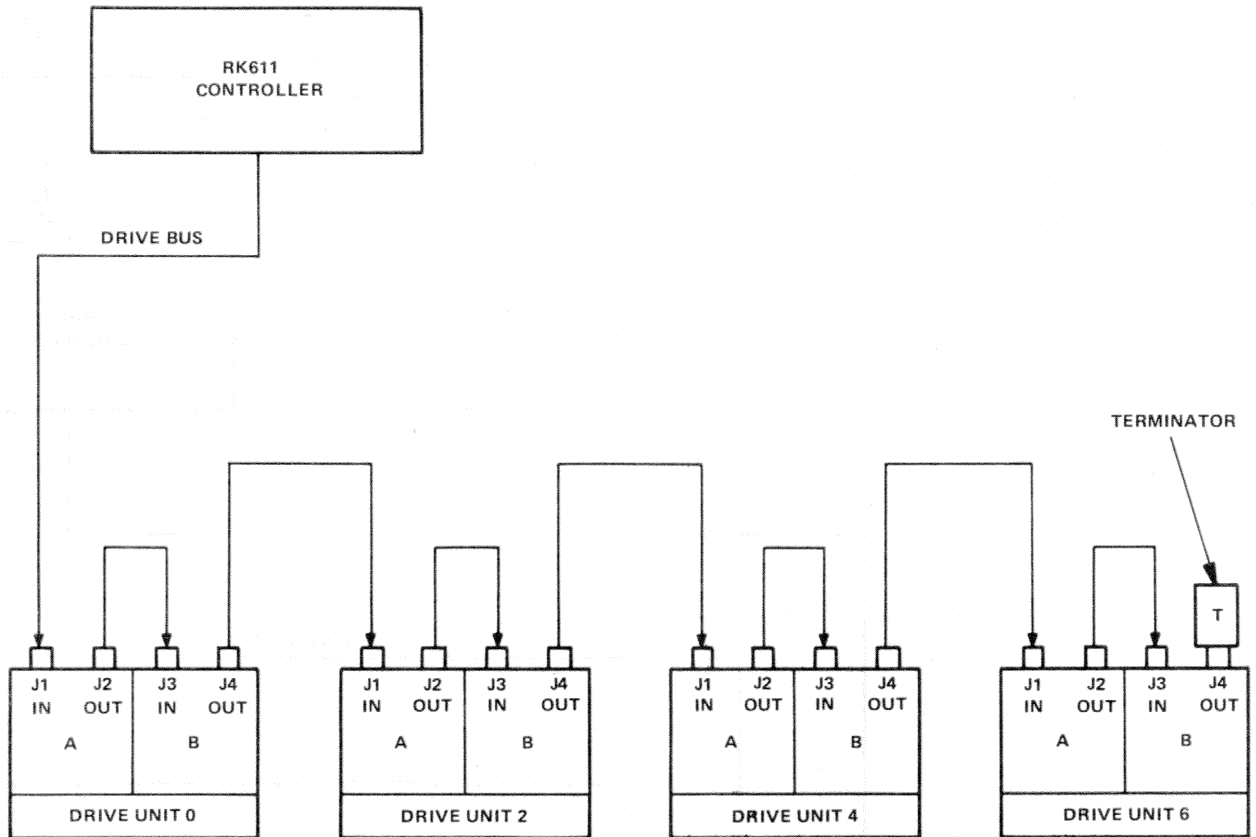 RK611
CONTROLLER
DRIVE BUS
TERMINATOR
T
J1 J2 J3 J4
IN OUT IN OUT
A B
DRIVE UNIT 0
J1 J2 J3 J4
IN OUT IN OUT
A B
DRIVE UNIT 2
J1 J2 J3 J4
IN OUT IN OUT
A B
DRIVE UNIT 4
J1 J2 J3 J4
IN OUT IN OUT
A B
DRIVE UNIT 6